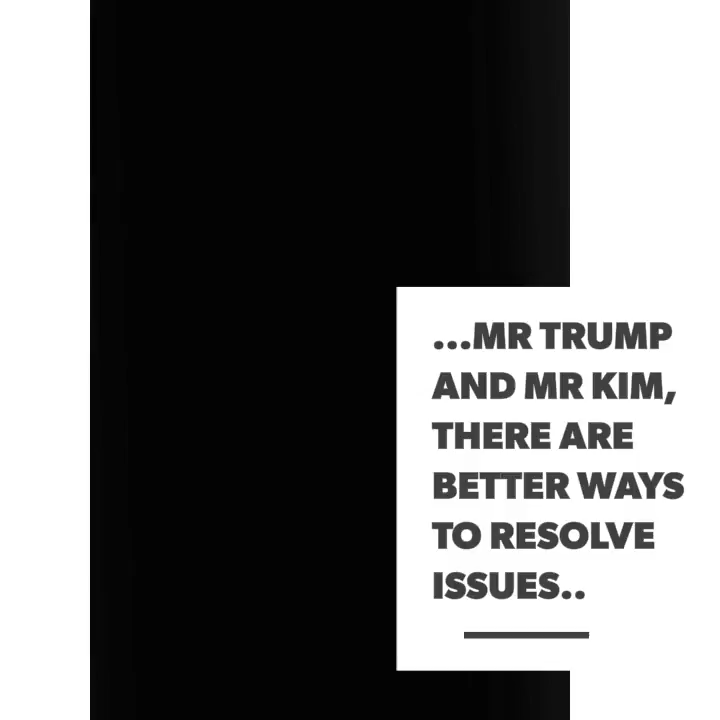 ...MR TRUMP
AND MR KIM,
THERE ARE
BETTER WAYS
TO RESOLVE
ISSUES..